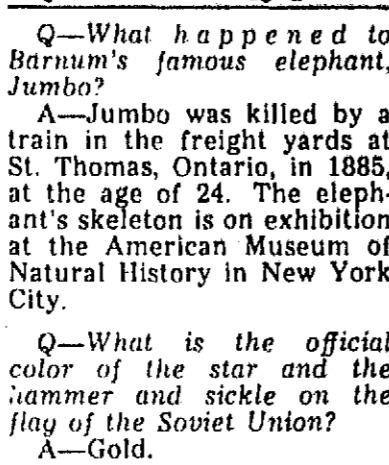 Q—What happened to
Barnum's famous elephant,
Jumbo?
A—Jumbo was killed by a
train in the freight yards at
St. Thomas, Ontario, in 1885,
at the age of 24. The eleph-
ant's skeleton is on exhibition
at the American Museum of
Natural History in New York
City.
Q—What is the official
color of the star and the
hammer and sickle on the
flag of the Soviet Union?
A—Gold.